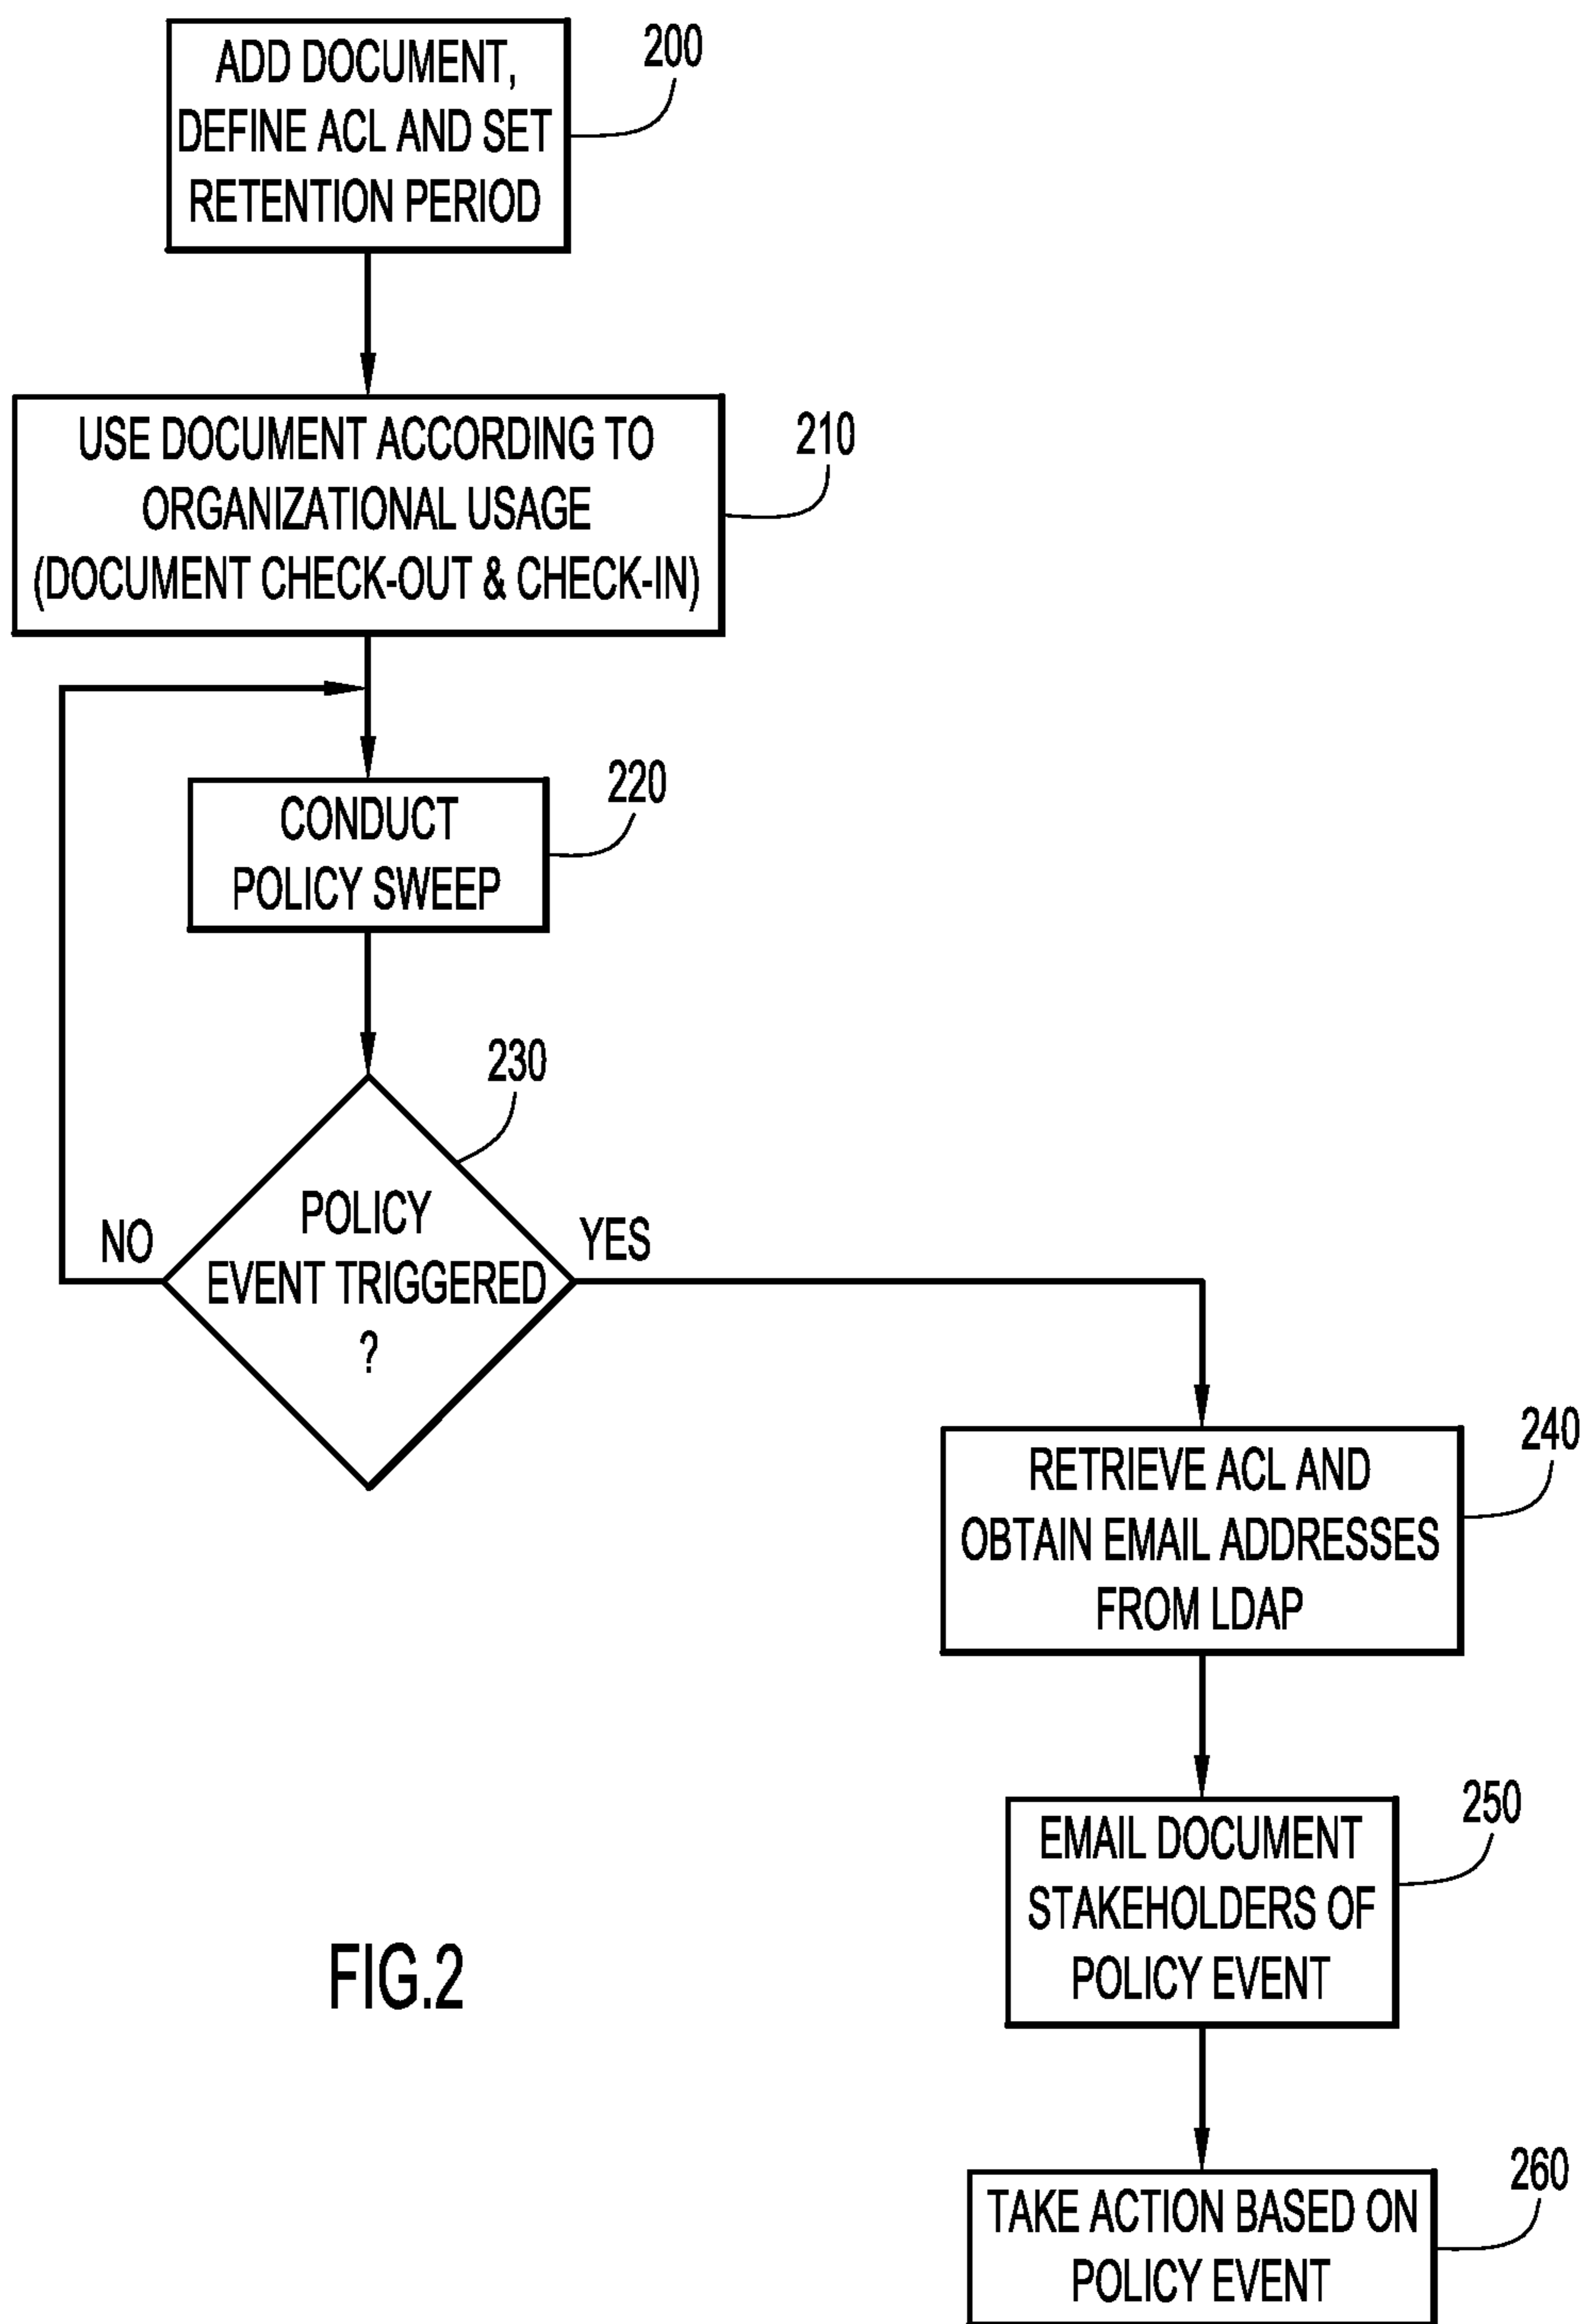 ADD DOCUMENT,
DEFINE ACL AND SET
RETENTION PERIOD
200
USE DOCUMENT ACCORDING TO
ORGANIZATIONAL USAGE
(DOCUMENT CHECK-OUT & CHECK-IN)
210
CONDUCT
POLICY SWEEP
220
230
POLICY
EVENT TRIGGERED
?
NO
YES
RETRIEVE ACL AND
OBTAIN EMAIL ADDRESSES
FROM LDAP
240
EMAIL DOCUMENT
STAKEHOLDERS OF
POLICY EVENT
250
TAKE ACTION BASED ON
POLICY EVENT
260
FIG.2